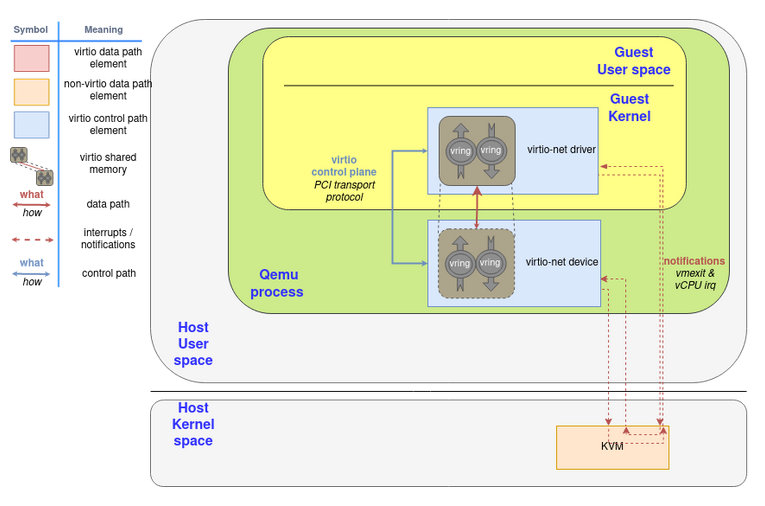 Symbol Meaning
virtio data path
element
non-virtio data path
element
virtio control path
element
virtio shared
memory
what
how
data path
interrupts /
notifications
what
how
control path
Guest
User space
Guest
Kernel
vring vring
virtio-net driver
virtio
control plane
PCI transport
protocol
vring vring
virtio-net device
notifications
vmexit &
vCPU irq
Qemu
process
Host
User
space
Host
Kernel
space
KVM